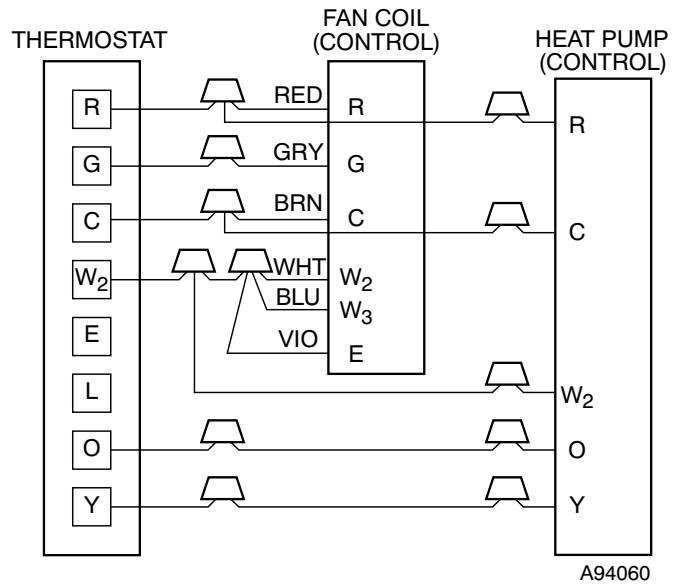 THERMOSTAT
FAN COIL
(CONTROL)
HEAT PUMP
(CONTROL)
R
RED
R
R
G
GRY
G
C
BRN
C
C
W₂
WHT
W₂
BLU
W₃
E
VIO
E
L
W₂
O
O
Y
Y
A94060